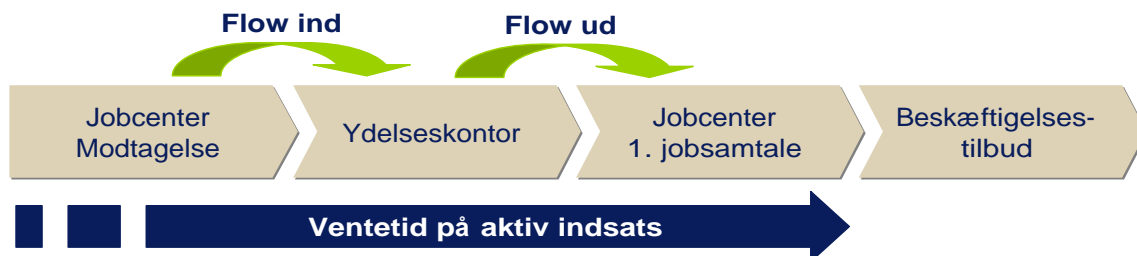 Flow ind
Flow ud
Jobcenter
Modtagelse
Ydelseskontor
Jobcenter
1. jobsamtale
Beskæftigelses-
tilbud
Ventetid på aktiv indsats